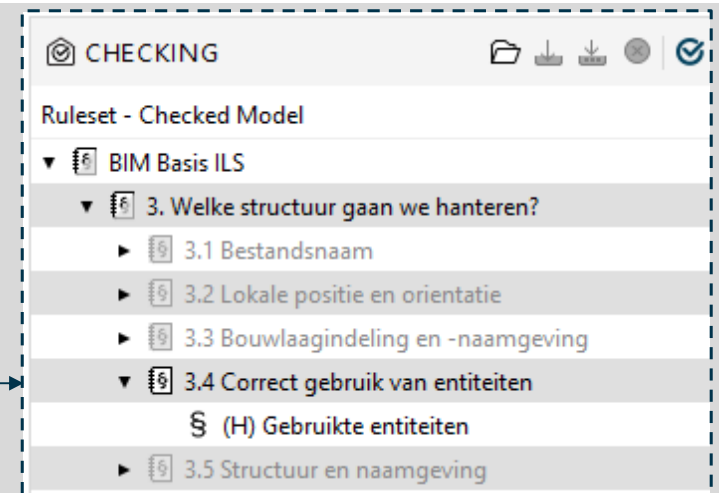 CHECKING
Ruleset - Checked Model
§ BIM Basis ILS
§ 3. Welke structuur gaan we hanteren?
§ 3.1 Bestandsnaam
§ 3.2 Lokale positie en orientatie
§ 3.3 Bouwlaagindeling en -naamgeving
§ 3.4 Correct gebruik van entiteiten
§ (H) Gebruikte entiteiten
§ 3.5 Structuur en naamgeving